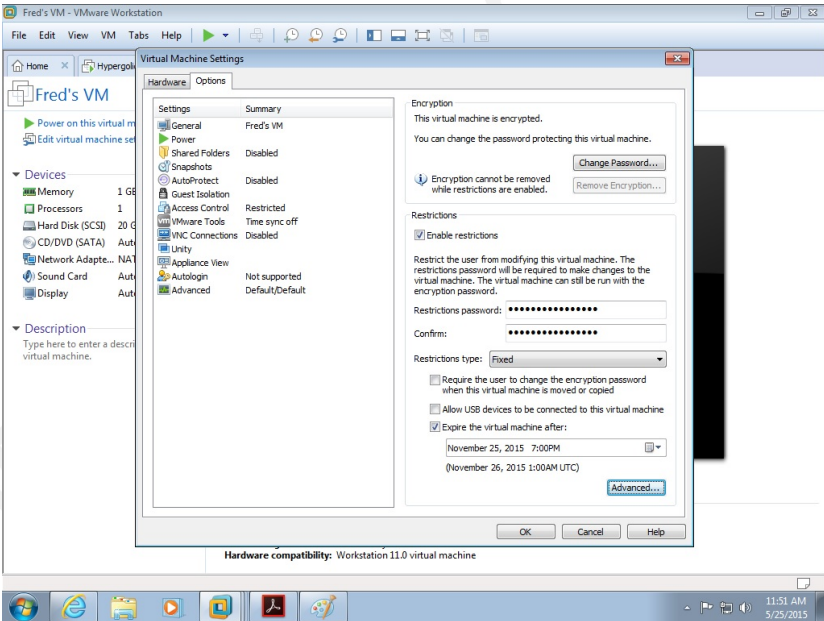 Fred's VM - VMware Workstation
File Edit View VM Tabs Help
Home
Hypergoli
Fred's VM
Power on this virtual m
Edit virtual machine set
Devices
Memory 1 GB
Processors 1
Hard Disk (SCSI) 20 G
CD/DVD (SATA) Auto
Network Adapte... NAT
Sound Card Auto
Display Auto
Description
Type here to enter a descri
virtual machine.
Virtual Machine Settings
Hardware Options
Settings Summary
General Fred's VM
Power
Shared Folders Disabled
Snapshots
AutoProtect Disabled
Guest Isolation
Access Control Restricted
VMware Tools Time sync off
VNC Connections Disabled
Unity
Appliance View
Autologin Not supported
Advanced Default/Default
Encryption
This virtual machine is encrypted.
You can change the password protecting this virtual machine.
Change Password...
Encryption cannot be removed
while restrictions are enabled.
Remove Encryption...
Restrictions
Enable restrictions
Restrict the user from modifying this virtual machine. The
restrictions password will be required to make changes to the
virtual machine. The virtual machine can still be run with the
encryption password.
Restrictions password: ●●●●●●●●●●●●●●●●
Confirm: ●●●●●●●●●●●●●●●●
Restrictions type: Fixed
Require the user to change the encryption password
when this virtual machine is moved or copied
Allow USB devices to be connected to this virtual machine
Expire the virtual machine after:
November 25, 2015 7:00PM
(November 26, 2015 1:00AM UTC)
Advanced...
OK Cancel Help
Hardware compatibility: Workstation 11.0 virtual machine
11:51 AM
5/25/2015